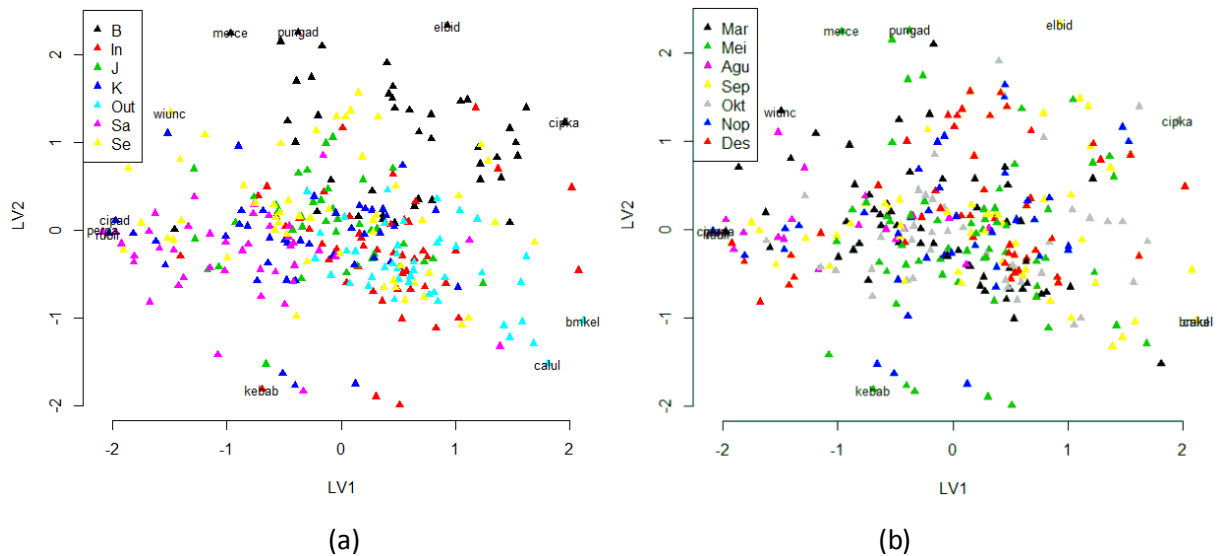 B
In
J
K
Out
Sa
Se
merce
pungad
elbid
wiunc
cipka
cipad
bmkel
calul
kebab
2
1
0
-1
-2
LV2
-2
-1
0
1
2
LV1
(a)
Mar
Mei
Agu
Sep
Okt
Nop
Des
merce
pungad
elbid
wiunc
cipka
kebab
2
1
0
-1
-2
LV2
-2
-1
0
1
2
LV1
(b)